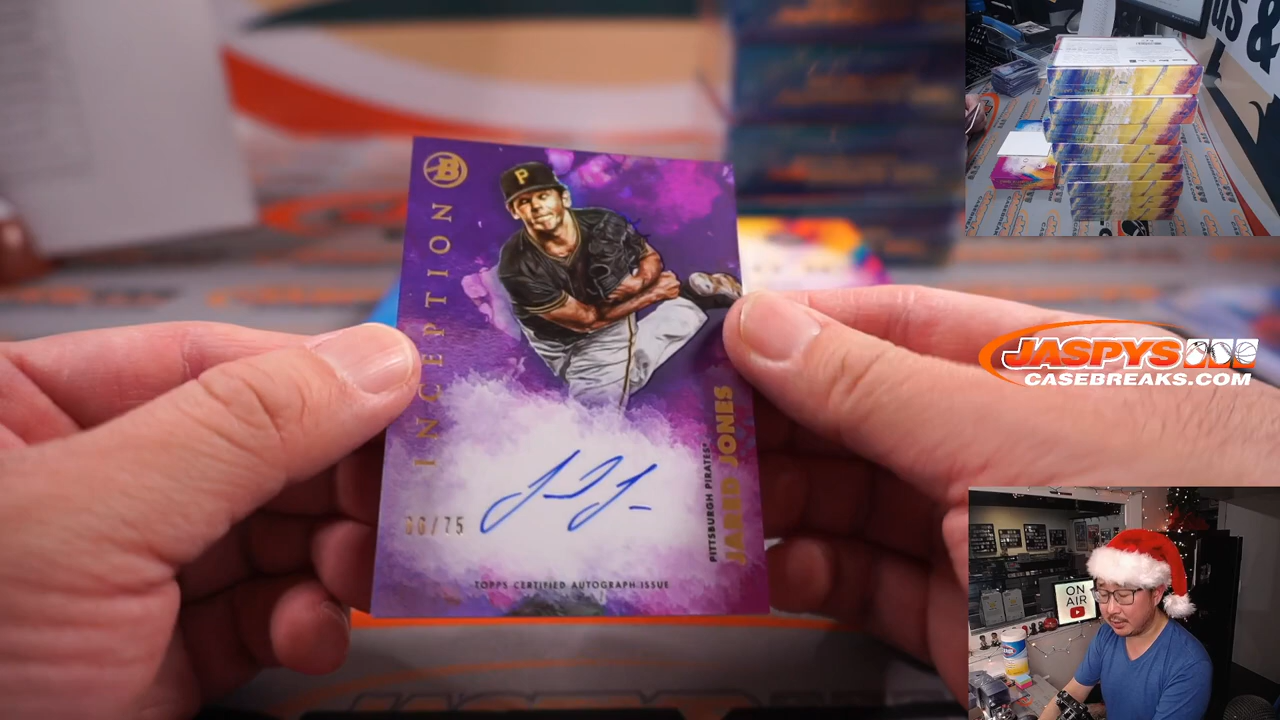 INCEPTION
B
P
/75
PITTSBURGH PIRATES
JARED JONES
TOPPS CERTIFIED AUTOGRAPH ISSUE
JASPYS
CASEBREAKS.COM
ON
AIR
&